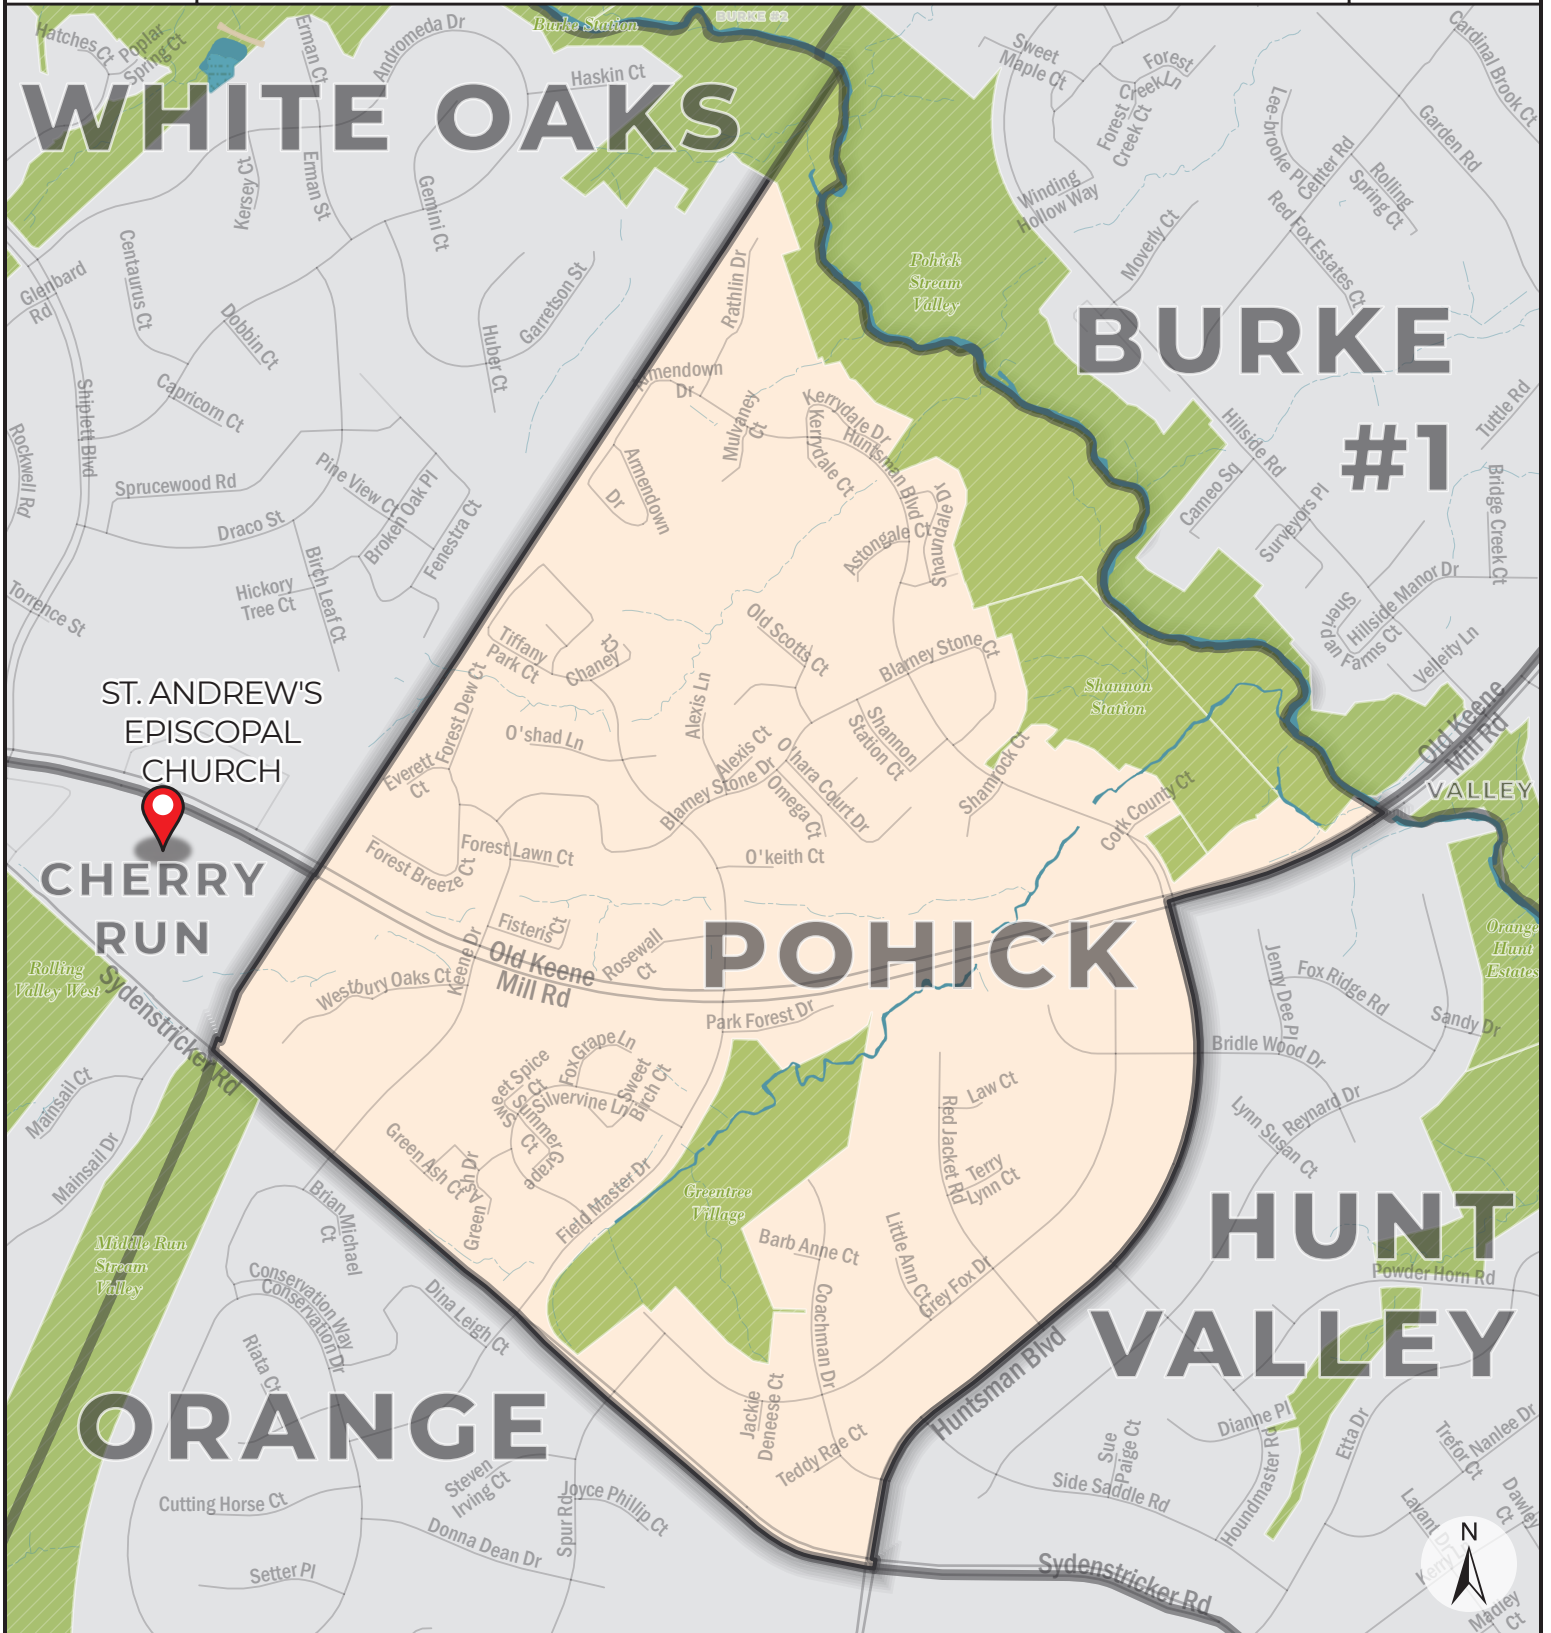 BURKE #2
Burke Station
Hatches Ct
Poplar
Spring Ct
Erman Ct
Andromeda Dr
Haskin Ct
Sweet
Maple Ct
Forest
Creek Ln
Cardinal Brook Ct
WHITE OAKS
Forest
Creek Ct
Lee-brooke Pl
Center Rd
Garden Rd
Kersey Ct
Erman St
Gemini Ct
Winding
Hollow Way
Rolling
Spring Ct
Red Fox Estates Ct
Moverly Ct
Centaurus Ct
Glenbard
Rd
Dobbin Ct
Huber Ct
Garretson St
Rathlin Dr
Pohick
Stream
Valley
BURKE
#1
Shiplett Blvd
Capricorn Ct
Armendown
Dr
Mulvaney
Ct
Kerrydale Dr
Kerrydale Ct
Huntsman Blvd
Hillside Rd
Tuttle Rd
Rockwell Rd
Sprucewood Rd
Pine View Ct
Broken Oak Pl
Fenestra Ct
Draco St
Armendown
Dr
Astongale Ct
Shaundale Dr
Cameo Sq
Surveyors Pl
Bridge Creek Ct
Torrence St
Hickory
Tree Ct
Birch Leaf Ct
Tiffany
Park Ct
Chaney
Ct
Old Scotts Ct
Blarney Stone
Ct
Hillside Manor Dr
Sheridan Farms Ct
Velleity Ln
ST. ANDREW'S
EPISCOPAL
CHURCH
Forest Dew Ct
Everett
Ct
O'shad Ln
Alexis Ln
Alexis Ct
Blarney Stone Dr
O'hara Court Dr
Omega Ct
Shannon
Station Ct
Shamrock Ct
Shannon
Station
Cork County Ct
Old Keene
Mill Rd
VALLEY
CHERRY
RUN
Forest Breeze Ct
Forest Lawn Ct
O'keith Ct
Fisteris Ct
Rosewall
Ct
Old Keene
Mill Rd
Keene Dr
Westbury Oaks Ct
POHICK
Park Forest Dr
Orange
Hunt
Estates
Rolling
Valley West
Sydenstricker Rd
Jenny Dee Pl
Fox Ridge Rd
Sandy Dr
Bridle Wood Dr
Mainsail Ct
Mainsail Dr
Fox Grape Ln
Sweet Spice
Ct
Silvervine Ln
Sweet
Birch Ct
Summer
Grape
Ct
Green Ash Ct
Green Ash Dr
Field Master Dr
Greentree
Village
Law Ct
Red Jacket Rd
Terry
Lynn Ct
Lynn Susan Ct
Reynard Dr
HUNT
VALLEY
Middle Run
Stream
Valley
Brian Michael
Ct
Conservation Way
Conservation Dr
Dina Leigh Ct
Riata Ct
Barb Anne Ct
Little Ann Ct
Grey Fox Dr
Coachman Dr
Powder Horn Rd
Huntsman Blvd
Jackie
Deneese Ct
Teddy Rae Ct
ORANGE
Steven
Irving Ct
Cutting Horse Ct
Spur Rd
Joyce Phillip Ct
Donna Dean Dr
Setter Pl
Dianne Pl
Sue
Paige Ct
Side Saddle Rd
Houndmaster Rd
Etta Dr
Trefor Ct
Nanlee Dr
Dawley
Ct
Lavant Dr
N
Sydenstricker Rd
Madley
Ct